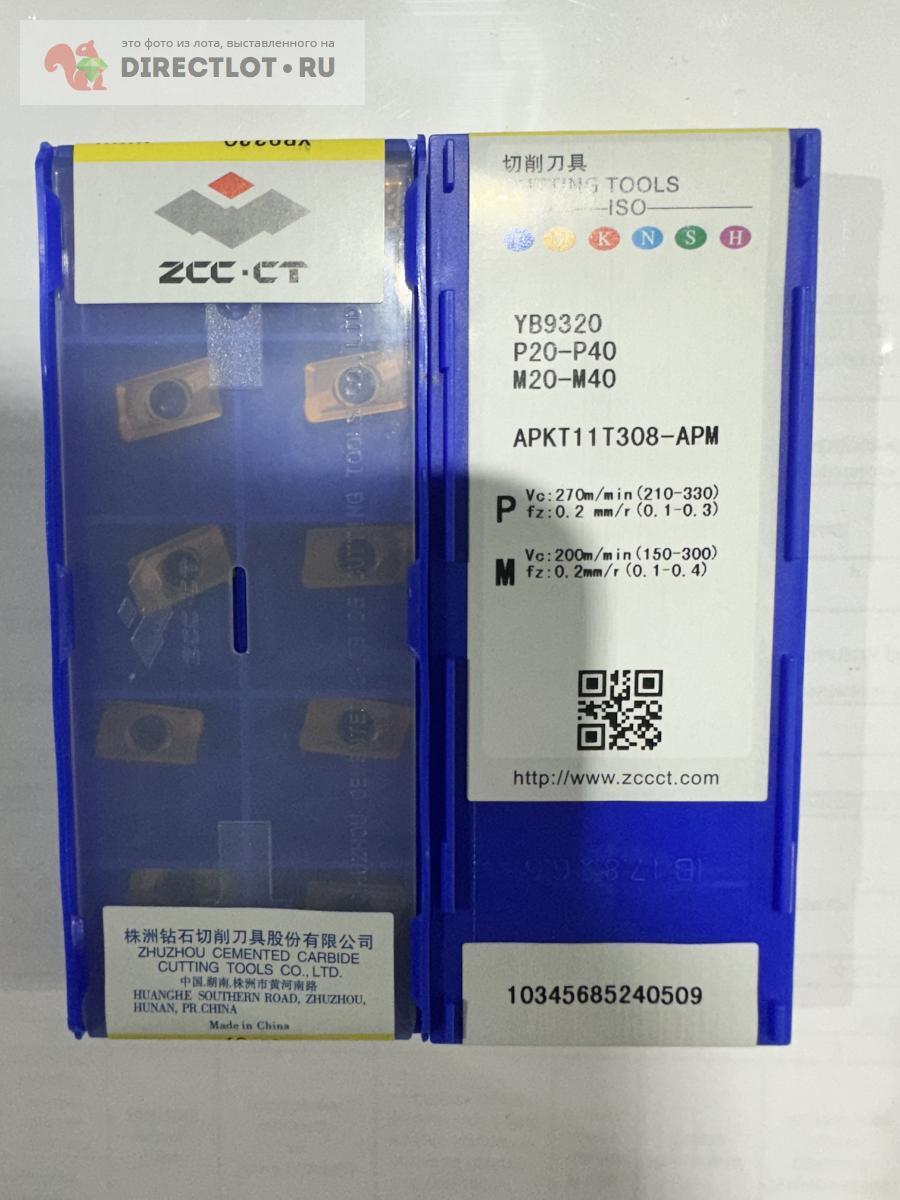 это фото из лота, выставленного на
DIRECTLOT.RU
YB9320
ZCC·CT
株洲钻石切削刀具股份有限公司
ZHUZHOU CEMENTED CARBIDE
CUTTING TOOLS CO., LTD.
中国.湖南.株洲市黄河南路
HUANGHE SOUTHERN ROAD, ZHUZHOU,
HUNAN, PR.CHINA
Made in China
切削刀具
CUTTING TOOLS
ISO
P M K N S H
YB9320
P20-P40
M20-M40
APKT11T308-APM
P Vc:270m/min(210-330)
fz:0.2 mm/r(0.1-0.3)
M Vc:200m/min(150-300)
fz:0.2mm/r(0.1-0.4)
http://www.zccct.com
10345685240509